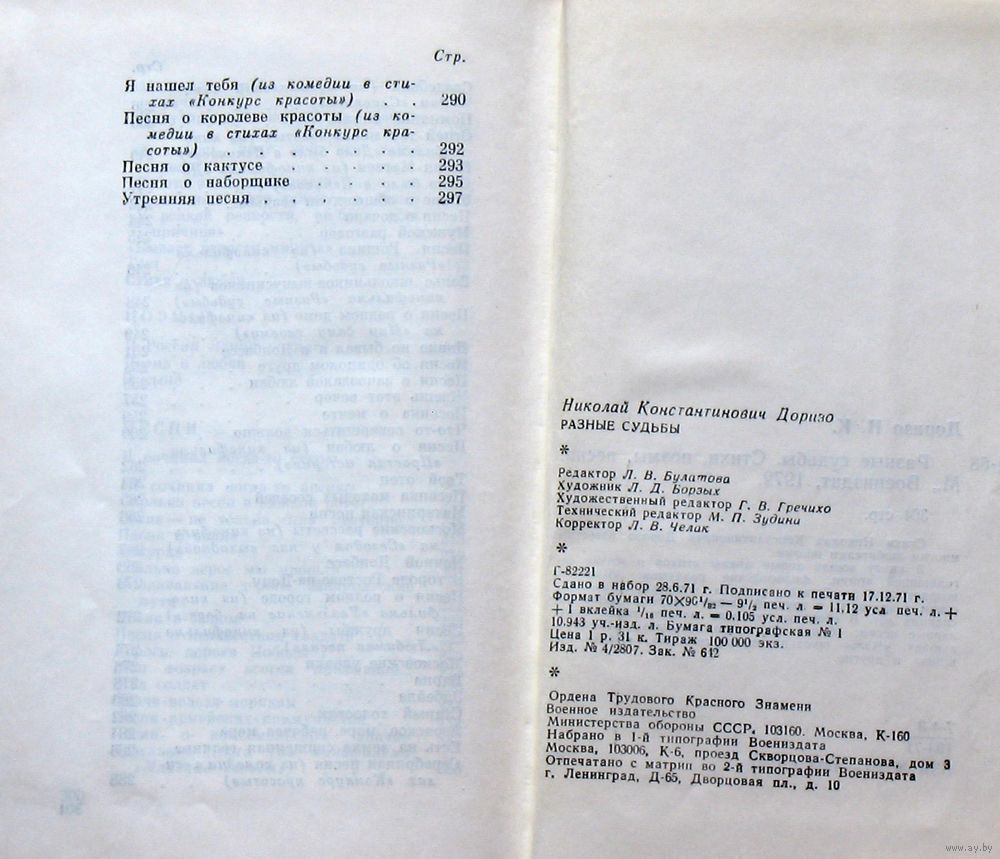 Стр.
Я нашел тебя (из комедии в сти-
хах «Конкурс красоты») . . . 290
Песня о королеве красоты (из ко-
медии в стихах «Конкурс кра-
соты») . . . . . . . . 292
Песня о кактусе . . . . . . 293
Песня о наборщике . . . . . 295
Утренняя песня . . . . . . . 297
Николай Константинович Доризо
РАЗНЫЕ СУДЬБЫ
*
Редактор Л. В. Булатова
Художник Л. Д. Борзых
Художественный редактор Г. В. Гречихо
Технический редактор М. П. Зудина
Корректор Л. В. Челак
*
Г-82221
Сдано в набор 28.6.71 г. Подписано к печати 17.12.71 г.
Формат бумаги 70×90¹/₃₂ — 9¹/₂ печ. л. = 11,12 усл. печ. л. +
+ 1 вклейка ¹/₁₆ печ. л. = 0,105 усл. печ. л.
10,943 уч.-изд. л. Бумага типографская № 1
Цена 1 р. 31 к. Тираж 100 000 экз.
Изд. № 4/2807. Зак. № 612
*
Ордена Трудового Красного Знамени
Военное издательство
Министерства обороны СССР, 103160. Москва, К-160
Набрано в 1-й типографии Воениздата
Москва, 103006, К-6, проезд Скворцова-Степанова, дом 3
Отпечатано с матриц во 2-й типографии Воениздата
г. Ленинград, Д-65, Дворцовая пл., д. 10
www.ay.by